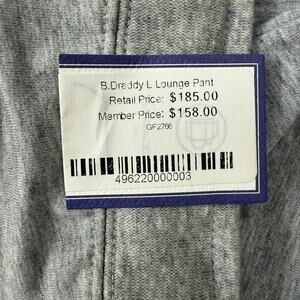 B.Draddy L Lounge Pant
Retail Price: $185.00
Member Price: $158.00
GF2766
496220000003